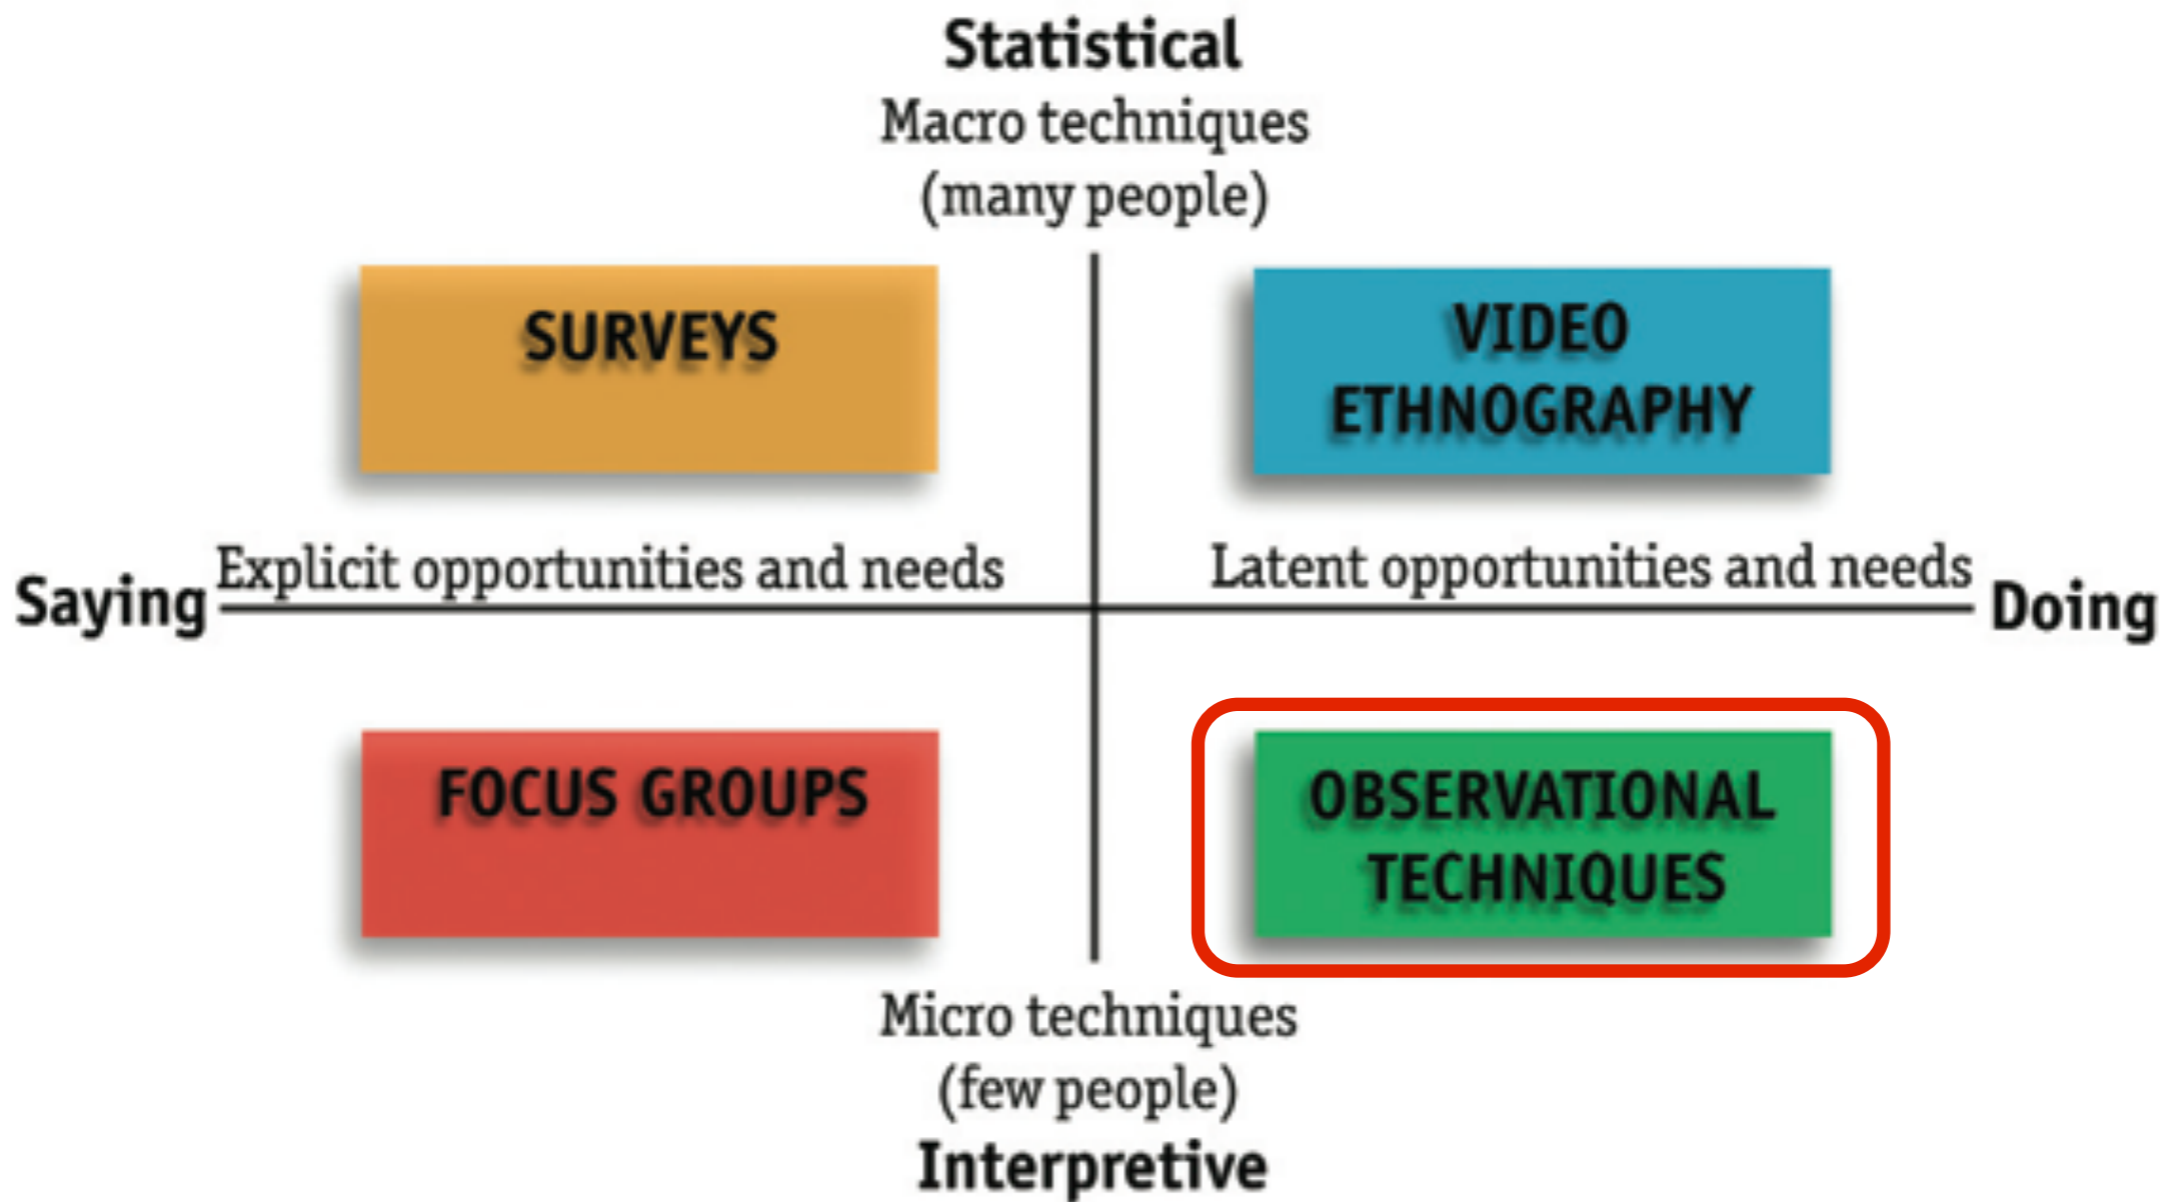 Statistical
Macro techniques
(many people)
SURVEYS
VIDEO
ETHNOGRAPHY
Explicit opportunities and needs
Latent opportunities and needs
Saying
Doing
FOCUS GROUPS
OBSERVATIONAL
TECHNIQUES
Micro techniques
(few people)
Interpretive